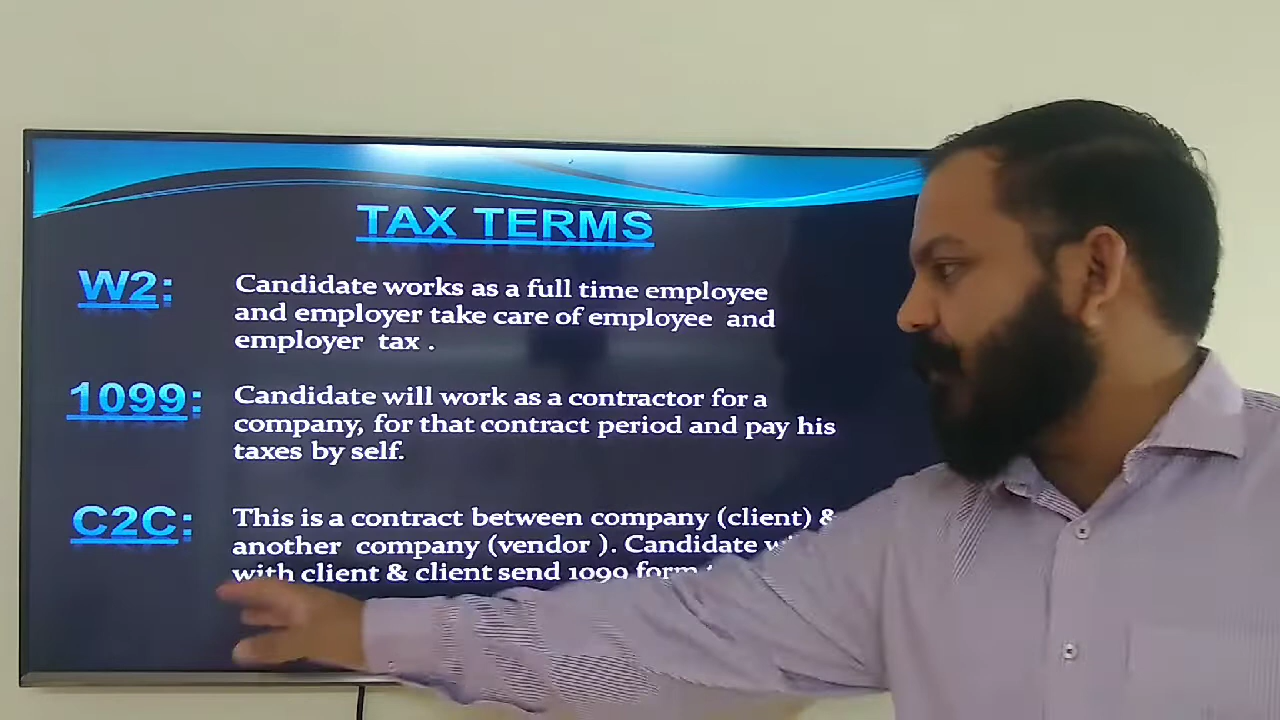 TAX TERMS
W2: Candidate works as a full time employee
and employer take care of employee and
employer tax .
1099: Candidate will work as a contractor for a
company, for that contract period and pay his
taxes by self.
C2C: This is a contract between company (client) &
another company (vendor ). Candidate
with client & client send 1099 form